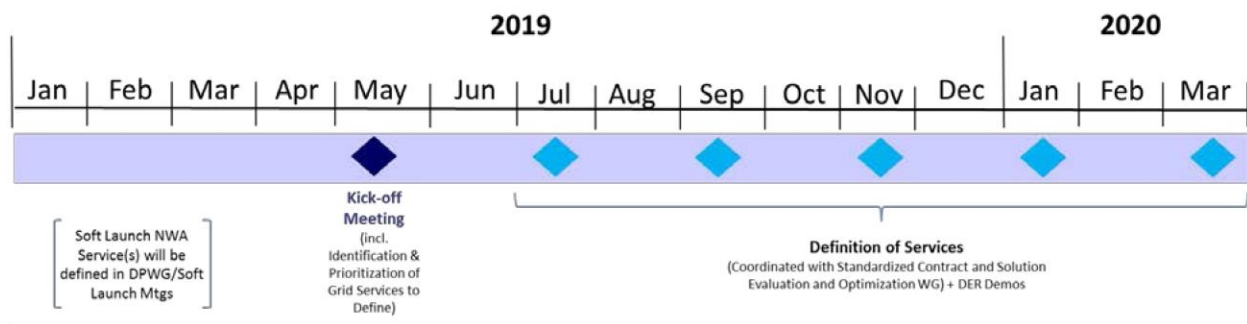 2019 2020
Jan Feb Mar Apr May Jun Jul Aug Sep Oct Nov Dec Jan Feb Mar
Kick-off
Meeting
(incl.
Identification &
Prioritization of
Grid Services to
Define)
Soft Launch NWA
Service(s) will be
defined in DPWG/Soft
Launch Mtgs
Definition of Services
(Coordinated with Standardized Contract and Solution
Evaluation and Optimization WG) + DER Demos